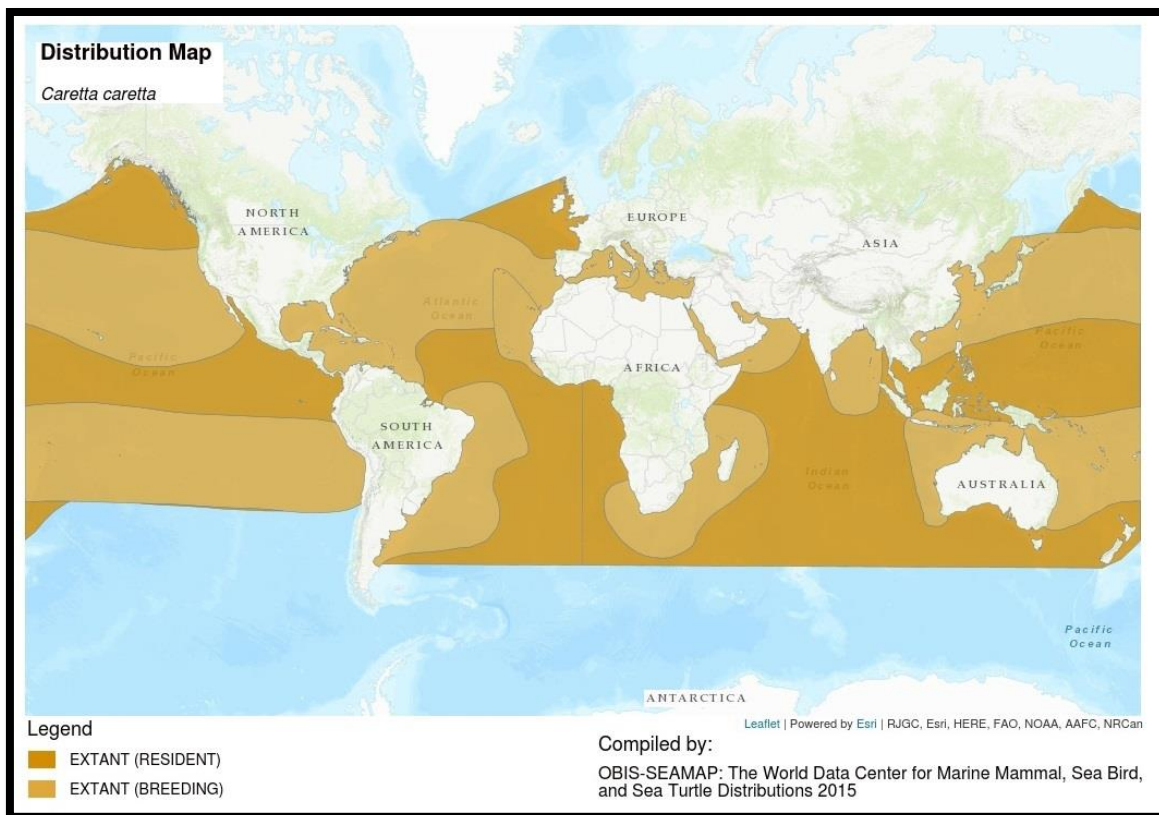 Distribution Map
Caretta caretta
NORTH
AMERICA
EUROPE
ASIA
Atlantic
Ocean
Pacific
Ocean
Pacific
Ocean
AFRICA
SOUTH
AMERICA
Indian
Ocean
AUSTRALIA
Pacific
Ocean
ANTARCTICA
Leaflet | Powered by Esri | RJGC, Esri, HERE, FAO, NOAA, AAFC, NRCan
Legend
EXTANT (RESIDENT)
EXTANT (BREEDING)
Compiled by:
OBIS-SEAMAP: The World Data Center for Marine Mammal, Sea Bird,
and Sea Turtle Distributions 2015